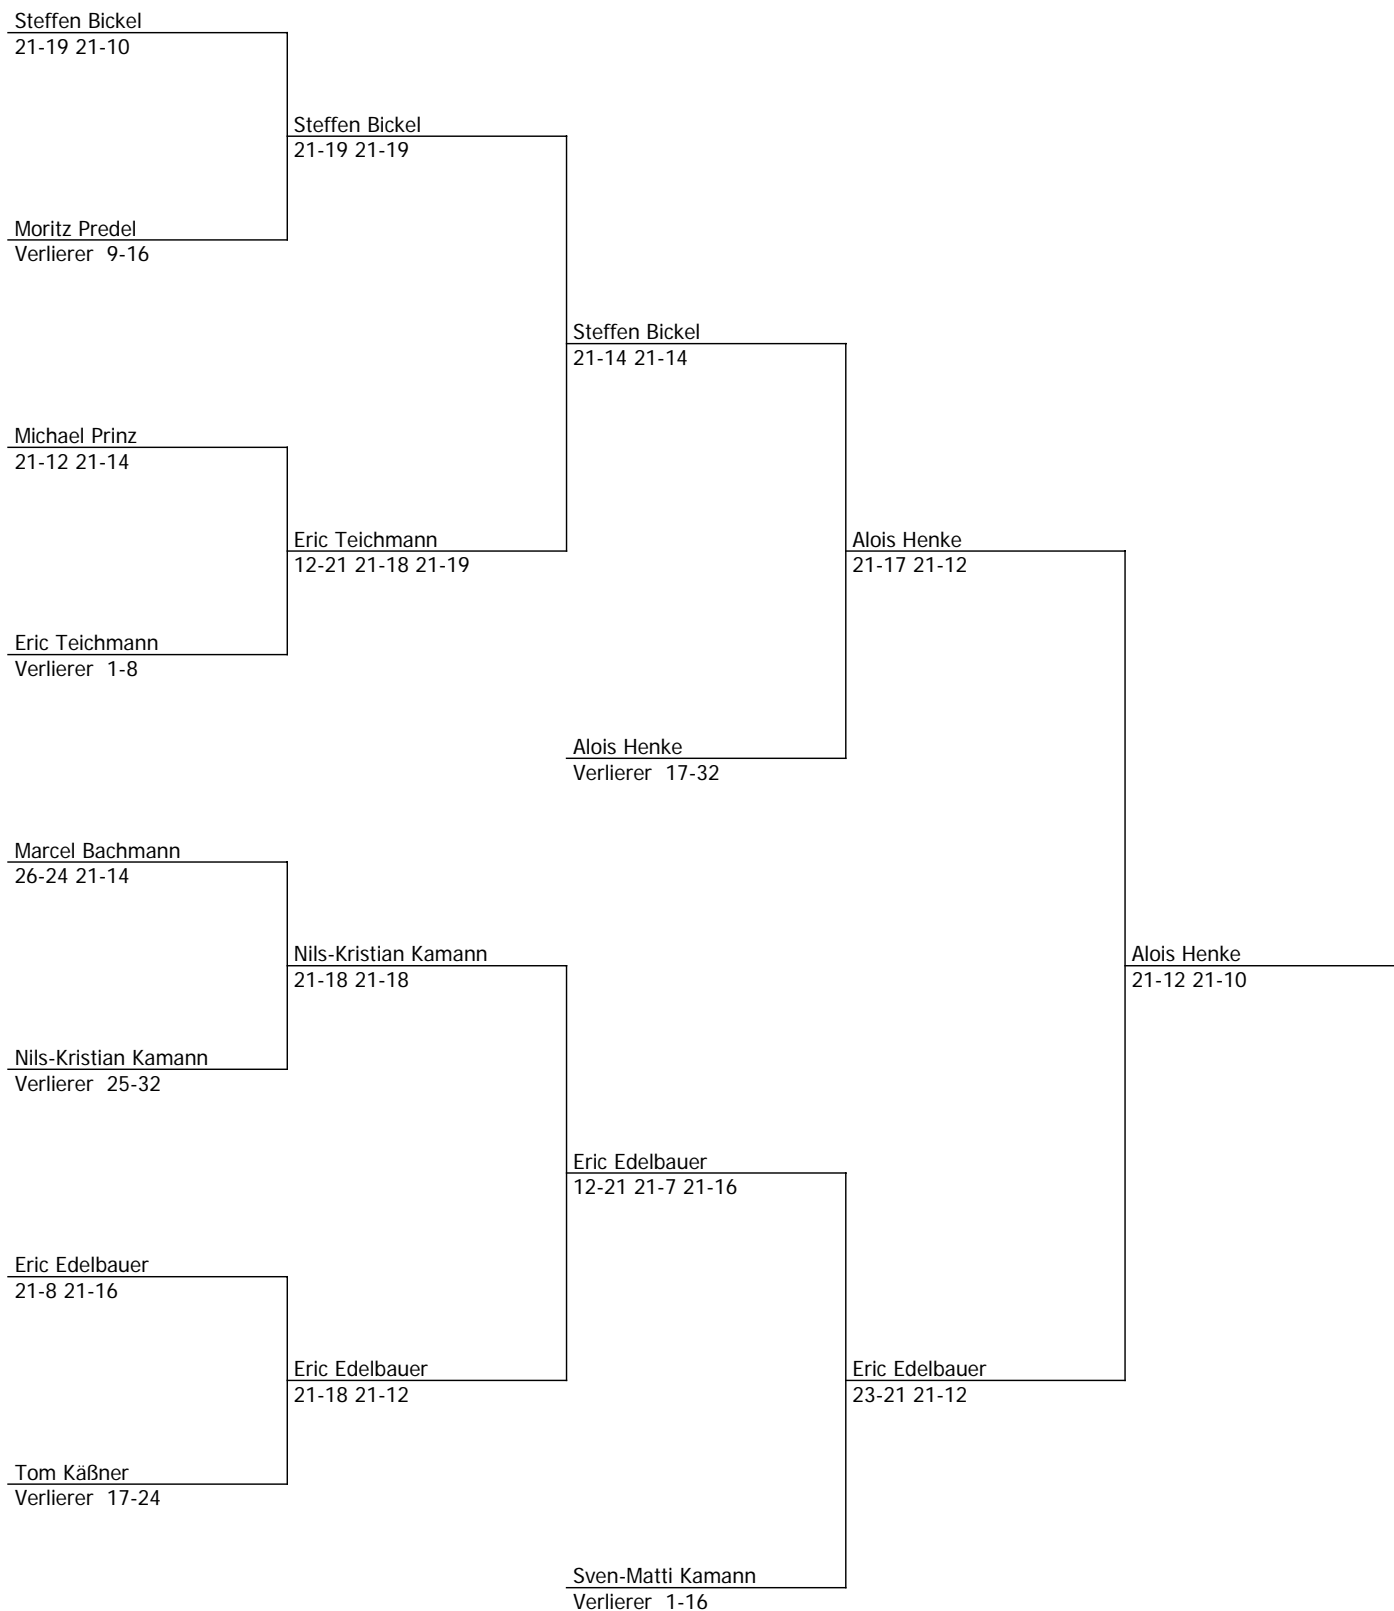 Steffen Bickel
21-19 21-10
Steffen Bickel
21-19 21-19
Moritz Predel
Verlierer 9-16
Steffen Bickel
21-14 21-14
Michael Prinz
21-12 21-14
Eric Teichmann
12-21 21-18 21-19
Alois Henke
21-17 21-12
Eric Teichmann
Verlierer 1-8
Alois Henke
Verlierer 17-32
Marcel Bachmann
26-24 21-14
Nils-Kristian Kamann
21-18 21-18
Alois Henke
21-12 21-10
Nils-Kristian Kamann
Verlierer 25-32
Eric Edelbauer
12-21 21-7 21-16
Eric Edelbauer
21-8 21-16
Eric Edelbauer
21-18 21-12
Eric Edelbauer
23-21 21-12
Tom Käßner
Verlierer 17-24
Sven-Matti Kamann
Verlierer 1-16